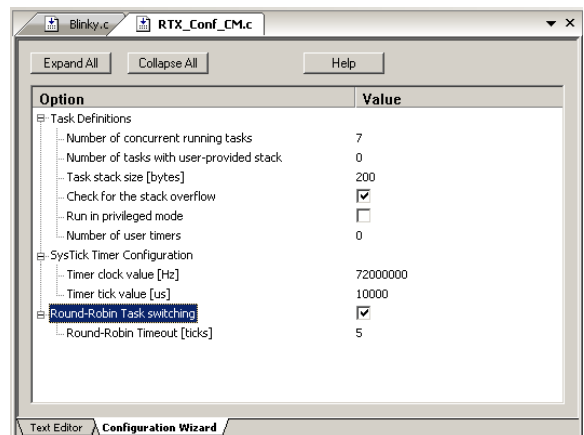 Blinky.c RTX_Conf_CM.c
Expand All Collapse All Help
Option Value
Task Definitions
Number of concurrent running tasks 7
Number of tasks with user-provided stack 0
Task stack size [bytes] 200
Check for the stack overflow
Run in privileged mode
Number of user timers 0
SysTick Timer Configuration
Timer clock value [Hz] 72000000
Timer tick value [us] 10000
Round-Robin Task switching
Round-Robin Timeout [ticks] 5
Text Editor Configuration Wizard